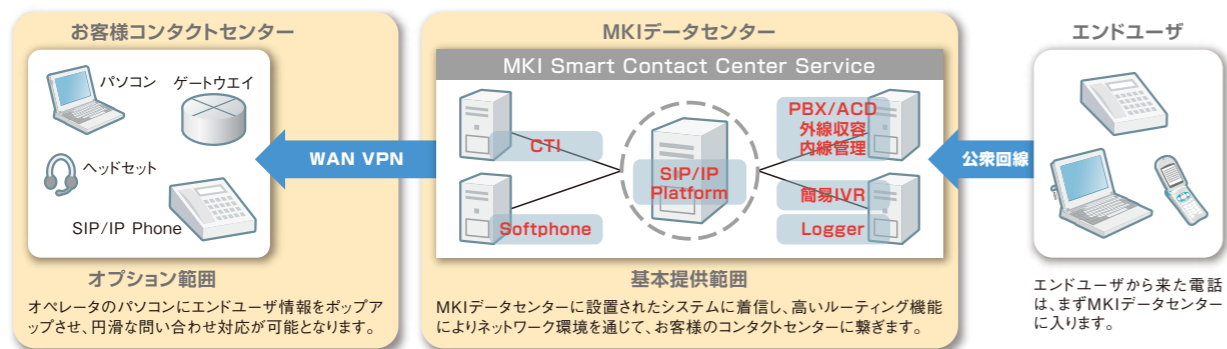 お客様コンタクトセンター
パソコン
ゲートウエイ
ヘッドセット
SIP/IP Phone
オプション範囲
オペレータのパソコンにエンドユーザ情報をポップア
ップさせ、円滑な問い合わせ対応が可能となります。
WAN VPN
MKIデータセンター
MKI Smart Contact Center Service
CTI
Softphone
SIP/IP
Platform
PBX/ACD
外線収容
内線管理
簡易IVR
Logger
基本提供範囲
MKIデータセンターに設置されたシステムに着信し、高いルーティング機能
によりネットワーク環境を通じて、お客様のコンタクトセンターに繋ぎます。
公衆回線
エンドユーザ
エンドユーザから来た電話
は、まずMKIデータセンター
に入ります。